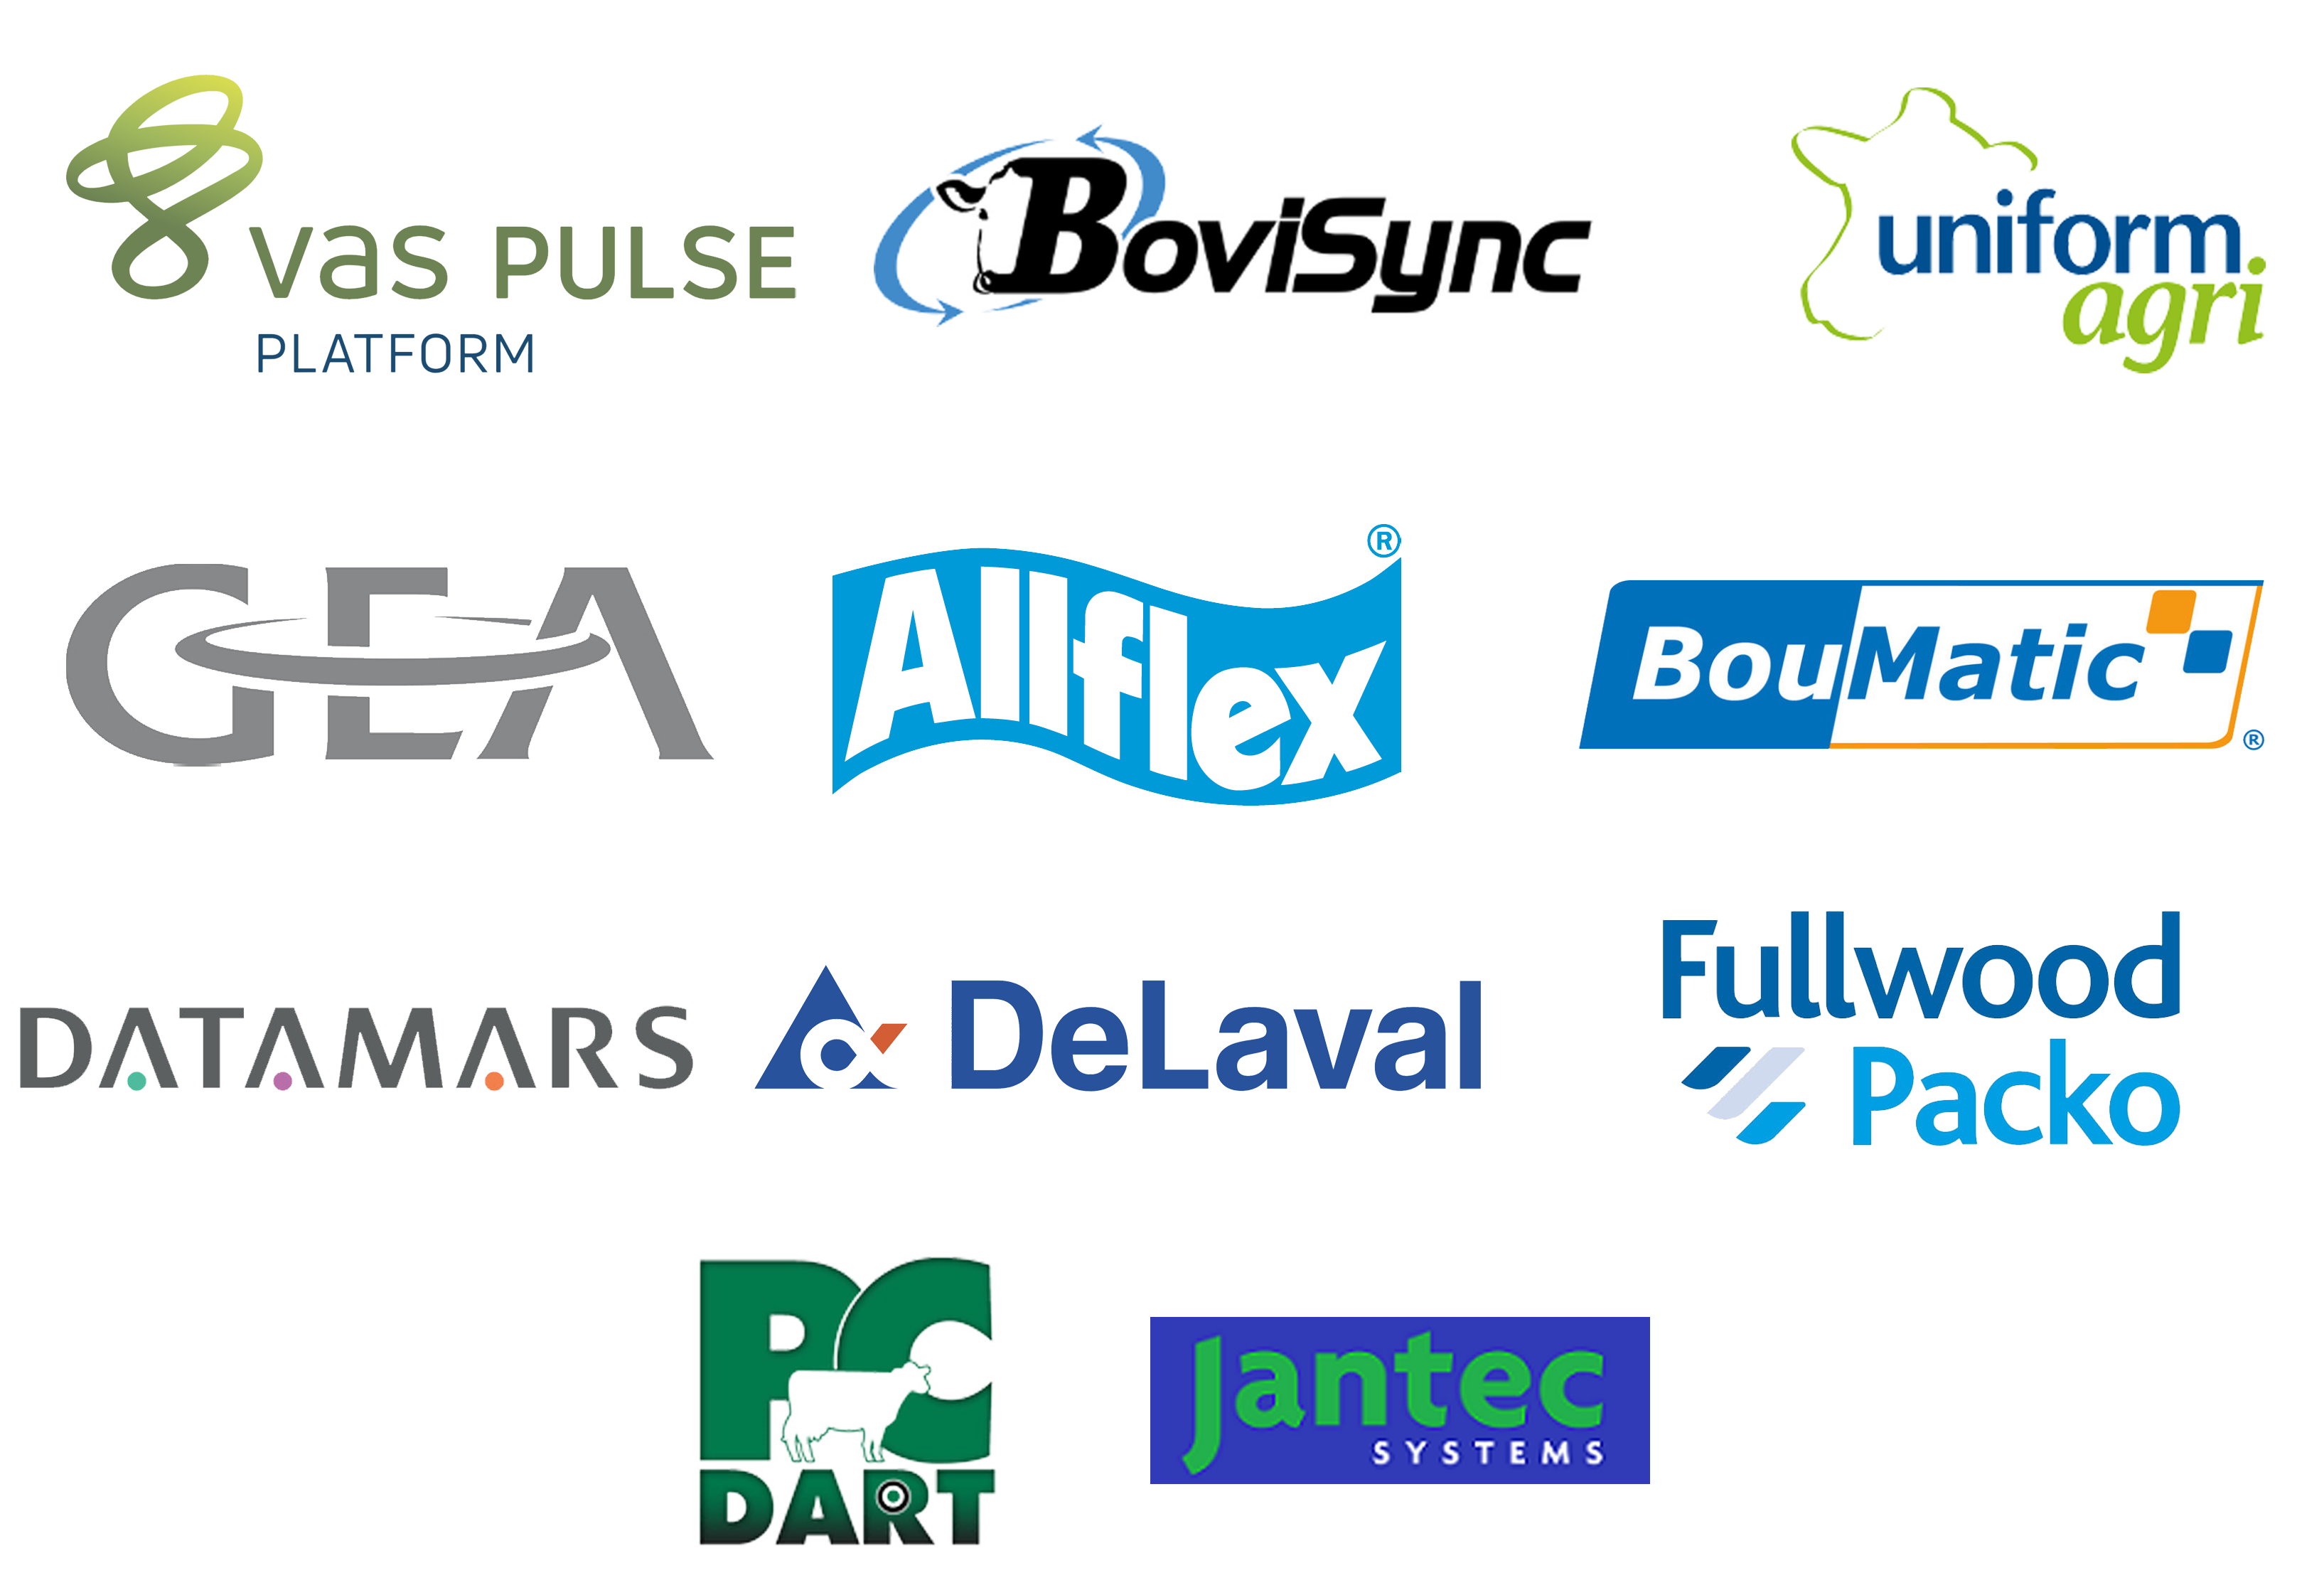 vas PULSE
PLATFORM
BoviSync
uniform.
agri
GEA
Allflex®
BouMatic®
DATAMARS
DeLaval
Fullwood
Packo
PC
DART
Jantec
SYSTEMS